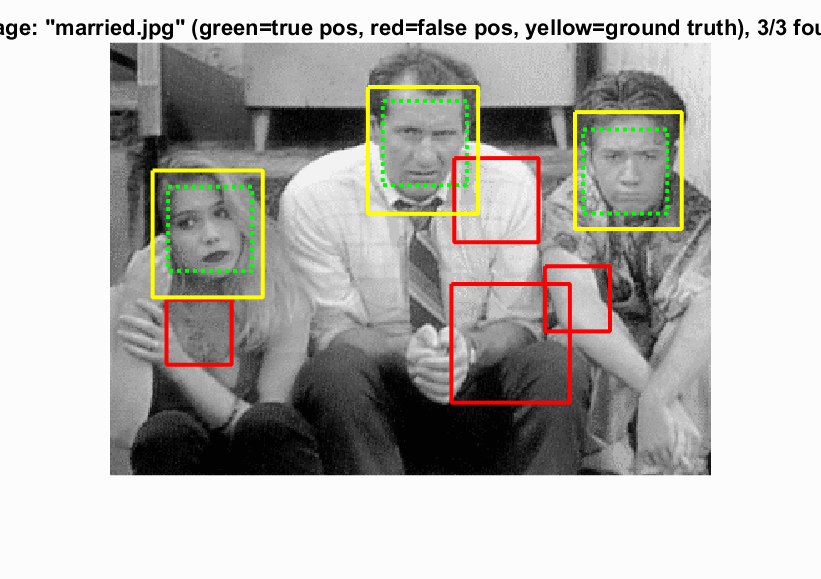 age: "married.jpg" (green=true pos, red=false pos, yellow=ground truth), 3/3 fou